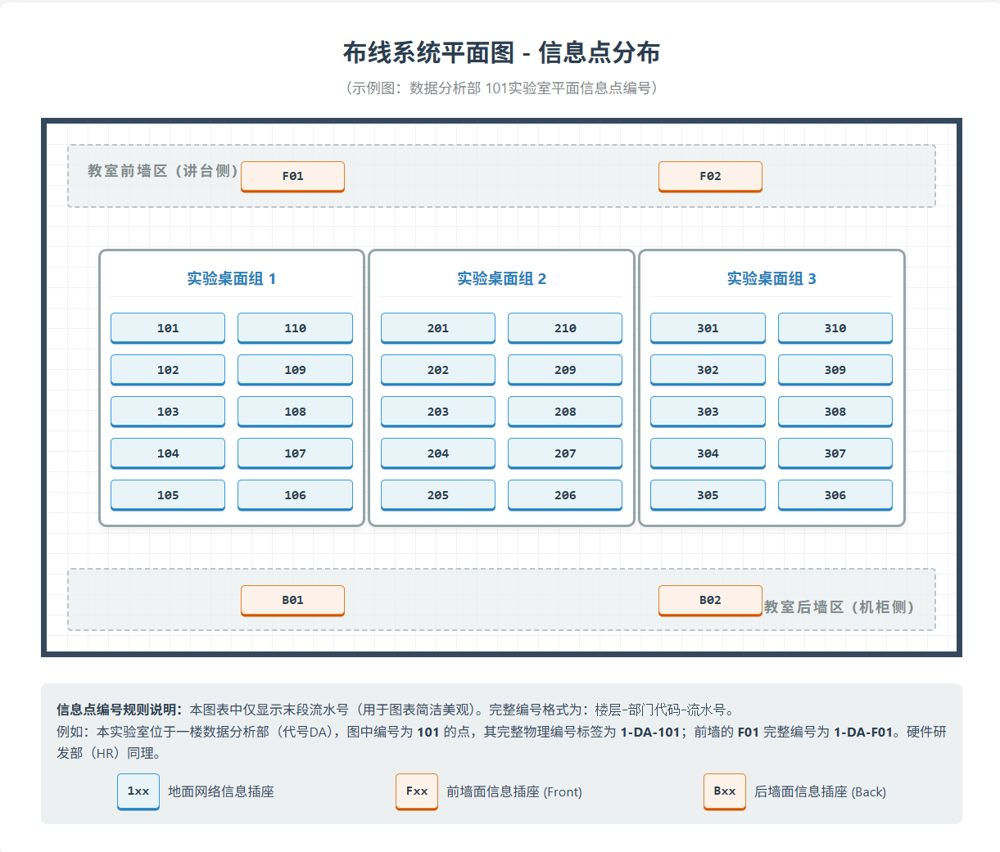 布线系统平面图 - 信息点分布
（示例图：数据分析部 101实验室平面信息点编号）
教室前墙区 (讲台侧)
F01
F02
实验桌面组 1
101 110
102 109
103 108
104 107
105 106
实验桌面组 2
201 210
202 209
203 208
204 207
205 206
实验桌面组 3
301 310
302 309
303 308
304 307
305 306
B01
B02
教室后墙区 (机柜侧)
信息点编号规则说明：本图表中仅显示末段流水号（用于图表简洁美观）。完整编号格式为：楼层-部门代码-流水号。
例如：本实验室位于一楼数据分析部（代号DA），图中编号为 101 的点，其完整物理编号标签为 1-DA-101；前墙的 F01 完整编号为 1-DA-F01。硬件研
发部（HR）同理。
1xx 地面网络信息插座
Fxx 前墙面信息插座 (Front)
Bxx 后墙面信息插座 (Back)